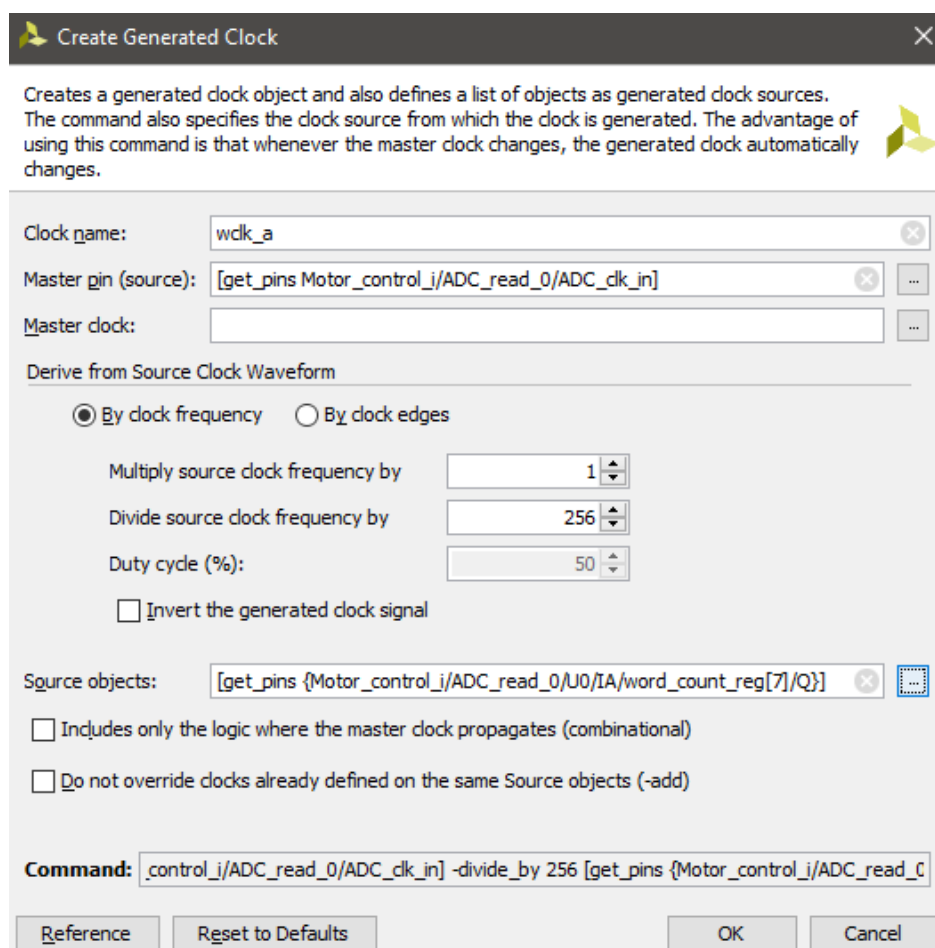 Create Generated Clock
Creates a generated clock object and also defines a list of objects as generated clock sources.
The command also specifies the clock source from which the clock is generated. The advantage of
using this command is that whenever the master clock changes, the generated clock automatically
changes.
Clock name: wclk_a
Master pin (source): [get_pins Motor_control_i/ADC_read_0/ADC_clk_in] ...
Master clock: ...
Derive from Source Clock Waveform
By clock frequency By clock edges
Multiply source clock frequency by 1
Divide source clock frequency by 256
Duty cycle (%): 50
Invert the generated clock signal
Source objects: [get_pins {Motor_control_i/ADC_read_0/U0/IA/word_count_reg[7]/Q}] ...
Includes only the logic where the master clock propagates (combinational)
Do not override clocks already defined on the same Source objects (-add)
Command: _control_i/ADC_read_0/ADC_clk_in] -divide_by 256 [get_pins {Motor_control_i/ADC_read_0
Reference Reset to Defaults OK Cancel